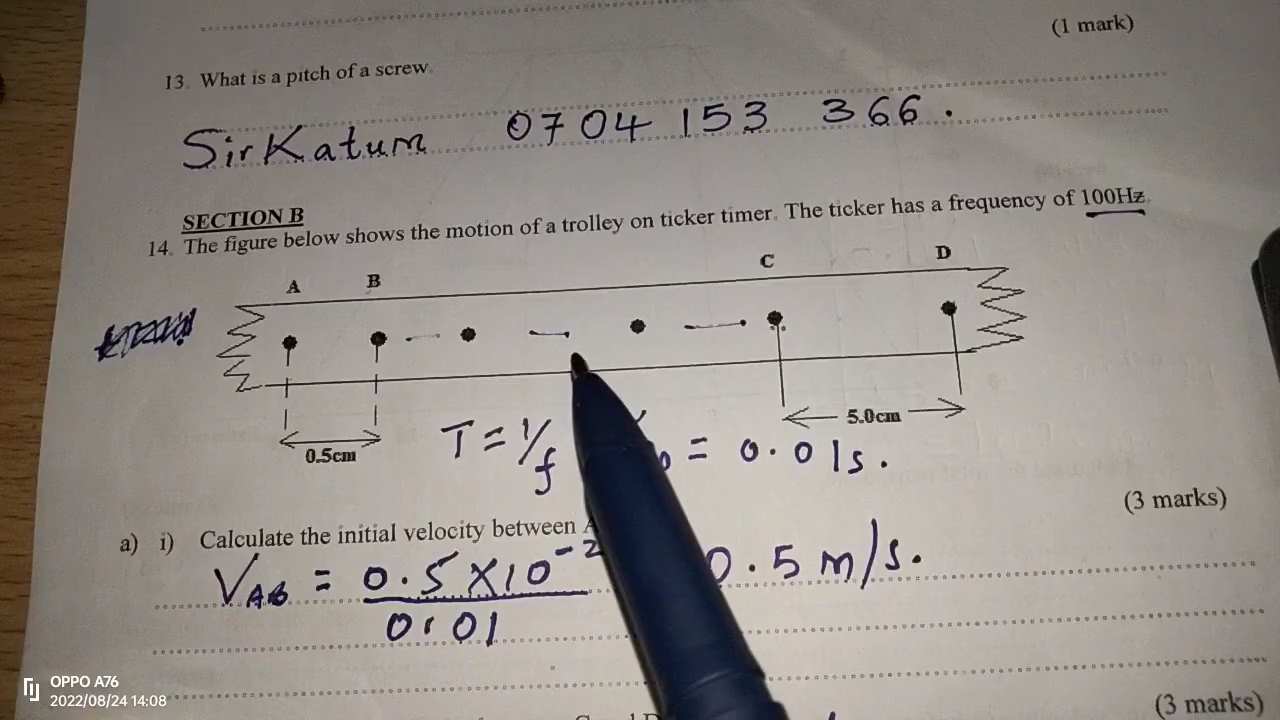 (1 mark)
13. What is a pitch of a screw.
SirKatum 0704 153 366.
SECTION B
14. The figure below shows the motion of a trolley on ticker timer. The ticker has a frequency of 100Hz.
A B C D
0.5cm 5.0cm
T = 1/f = 0.01s.
(3 marks)
a) i) Calculate the initial velocity between
V_AB = 0.5 X10^-2 0.5 m/s.
0.01
(3 marks)
OPPO A76
2022/08/24 14:08